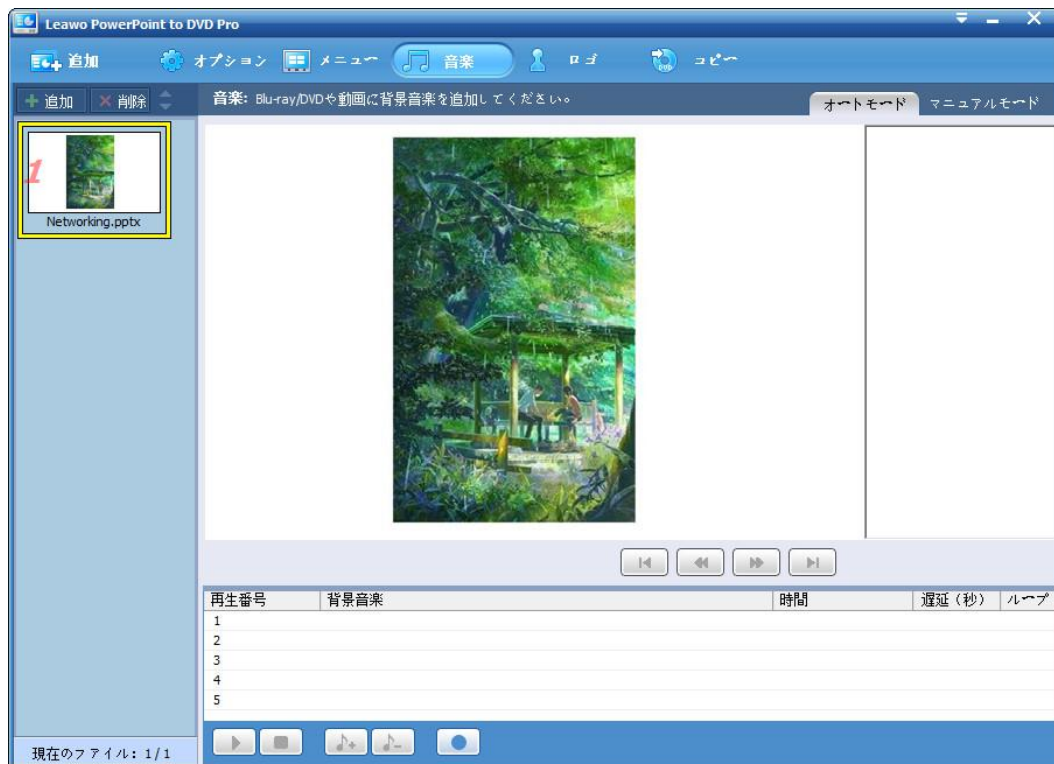 Leawo PowerPoint to DVD Pro
追加 オプション メニュー 音楽 ロゴ コピー
追加 削除
音楽: Blu-ray/DVDや動画に背景音楽を追加してください。
オートモード マニュアルモード
1
Networking.pptx
再生番号 背景音楽 時間 遅延（秒） ループ
1
2
3
4
5
現在のファイル: 1/1